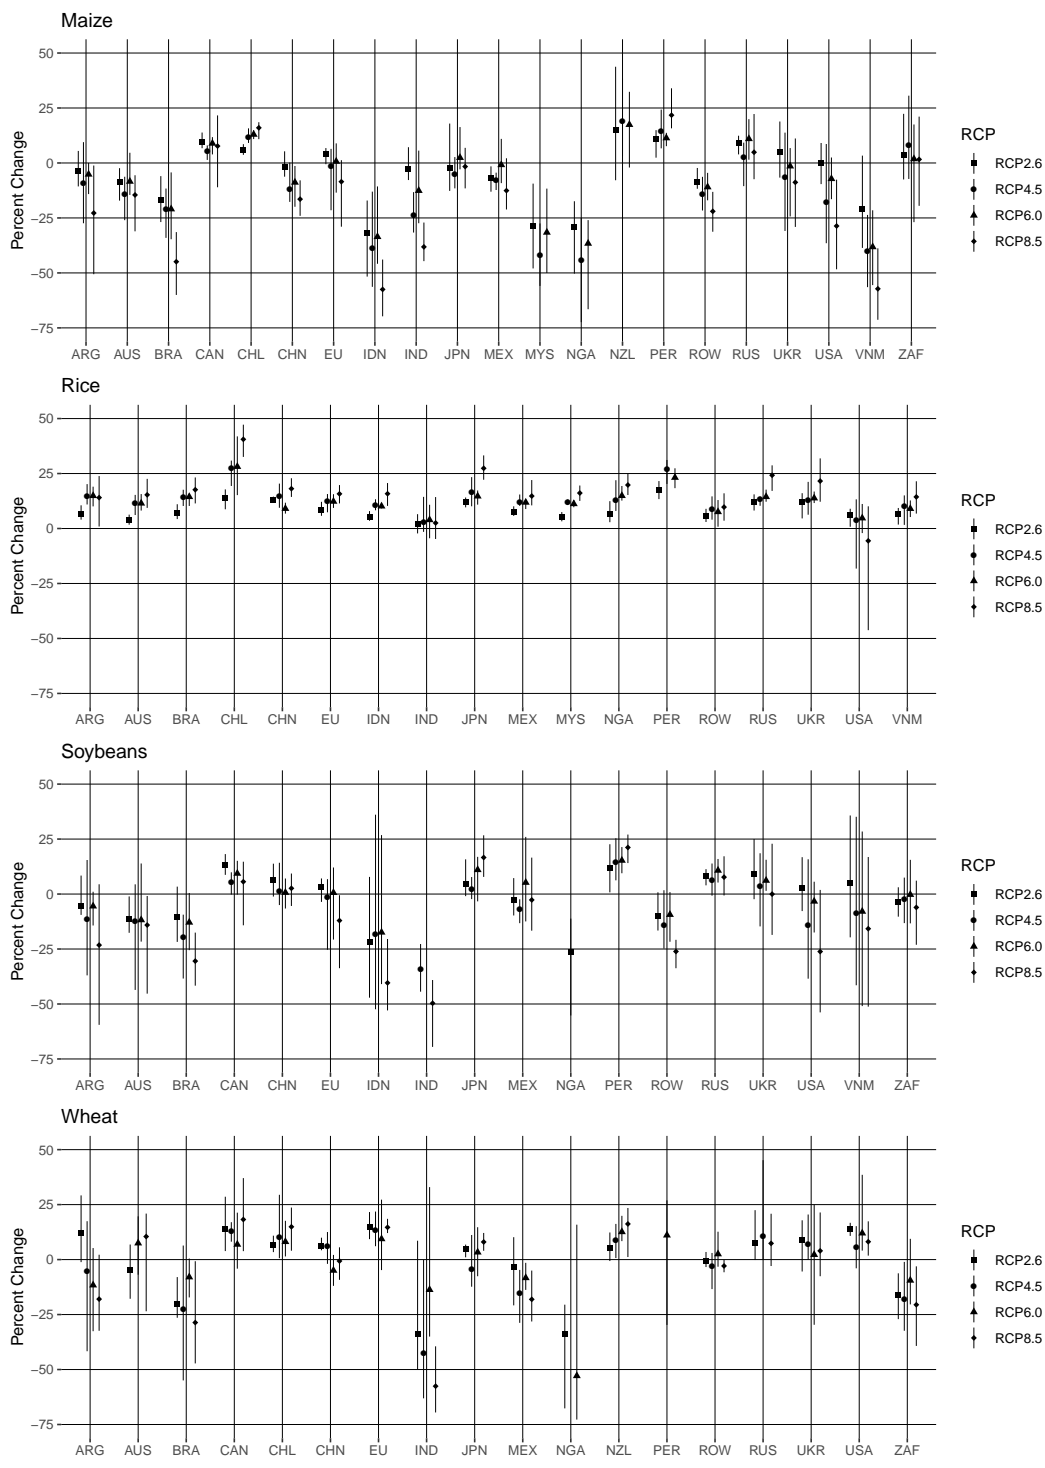 Maize
50
25
0
−25
−50
−75
Percent Change
ARG AUS BRA CAN CHL CHN EU IDN IND JPN MEX MYS NGA NZL PER ROW RUS UKR USA VNM ZAF
RCP
RCP2.6
RCP4.5
RCP6.0
RCP8.5
Rice
50
25
0
−25
−50
−75
Percent Change
ARG AUS BRA CHL CHN EU IDN IND JPN MEX MYS NGA PER ROW RUS UKR USA VNM
RCP
RCP2.6
RCP4.5
RCP6.0
RCP8.5
Soybeans
50
25
0
−25
−50
−75
Percent Change
ARG AUS BRA CAN CHN EU IDN IND JPN MEX NGA PER ROW RUS UKR USA VNM ZAF
RCP
RCP2.6
RCP4.5
RCP6.0
RCP8.5
Wheat
50
25
0
−25
−50
−75
Percent Change
ARG AUS BRA CAN CHL CHN EU IND JPN MEX NGA NZL PER ROW RUS UKR USA ZAF
RCP
RCP2.6
RCP4.5
RCP6.0
RCP8.5